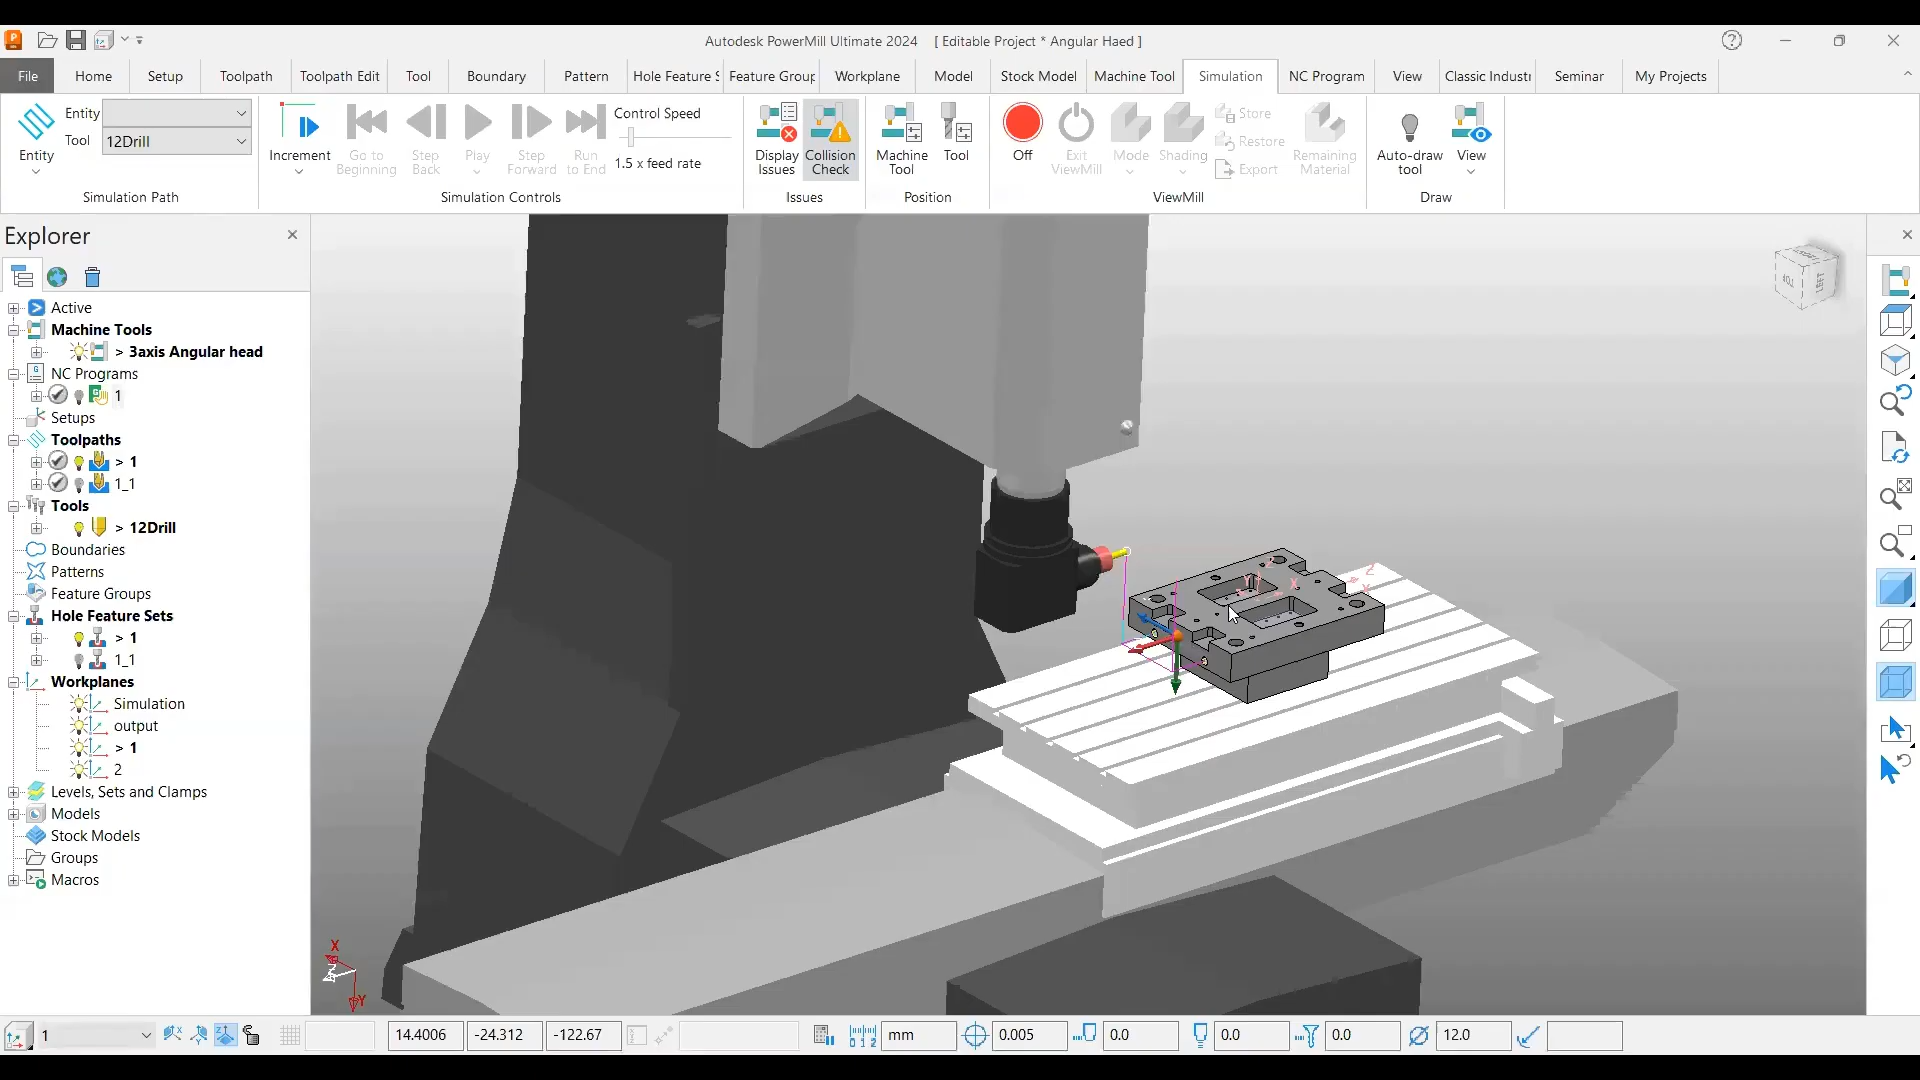 Autodesk PowerMill Ultimate 2024 [ Editable Project * Angular Haed ]
File Home Setup Toolpath Toolpath Edit Tool Boundary Pattern Hole Feature S Feature Group Workplane Model Stock Model Machine Tool Simulation NC Program View Classic Industr Seminar My Projects
Entity
Entity
Tool 12Drill
Simulation Path
Increment
Go to Beginning
Step Back
Play
Step Forward
Run to End
Control Speed
1.5 x feed rate
Simulation Controls
Display Issues
Collision Check
Issues
Machine Tool
Tool
Position
Off
Exit ViewMill
Mode
Shading
Store
Restore
Export
Remaining Material
ViewMill
Auto-draw tool
View
Draw
Explorer
Active
Machine Tools
> 3axis Angular head
NC Programs
1
Setups
Toolpaths
> 1
1_1
Tools
> 12Drill
Boundaries
Patterns
Feature Groups
Hole Feature Sets
> 1
1_1
Workplanes
Simulation
output
> 1
2
Levels, Sets and Clamps
Models
Stock Models
Groups
Macros
TOP
LEFT
Y
Z
X
Z
X
X
Z
Y
1 14.4006 -24.312 -122.67 mm 0.005 0.0 0.0 0.0 12.0